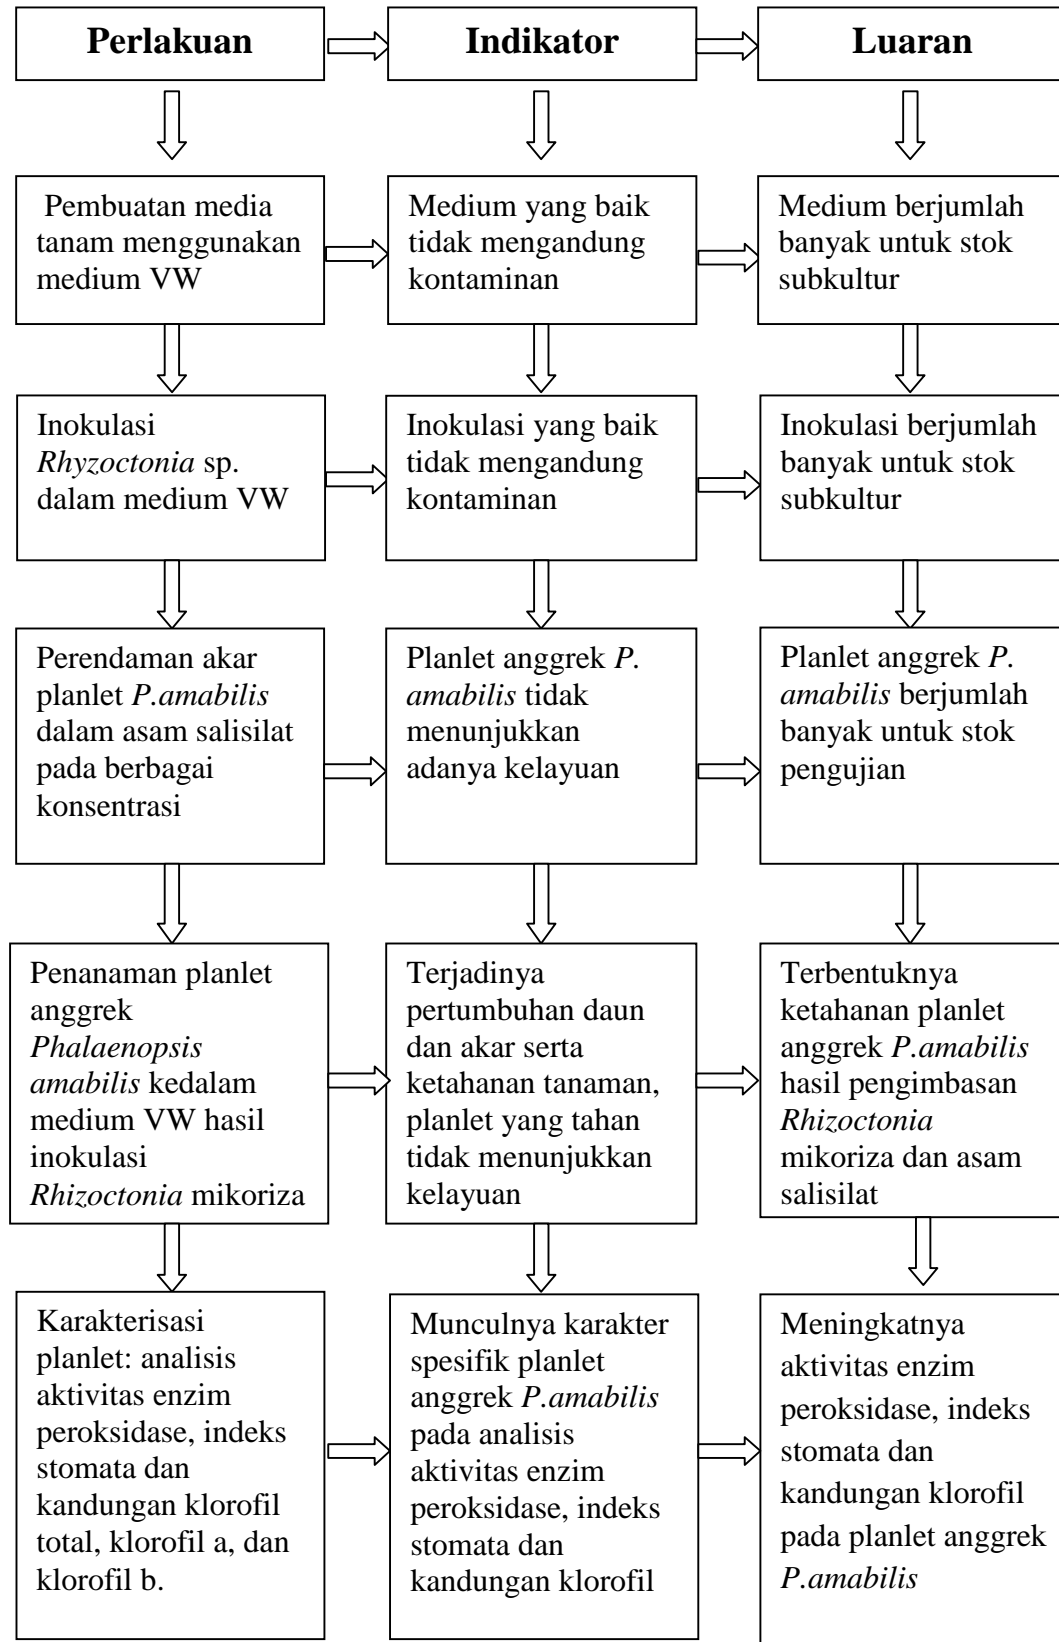 Perlakuan
Indikator
Luaran
Pembuatan media
tanam menggunakan
medium VW
Medium yang baik
tidak mengandung
kontaminan
Medium berjumlah
banyak untuk stok
subkultur
Inokulasi
Rhyzoctonia sp.
dalam medium VW
Inokulasi yang baik
tidak mengandung
kontaminan
Inokulasi berjumlah
banyak untuk stok
subkultur
Perendaman akar
planlet P.amabilis
dalam asam salisilat
pada berbagai
konsentrasi
Planlet anggrek P.
amabilis tidak
menunjukkan
adanya kelayuan
Planlet anggrek P.
amabilis berjumlah
banyak untuk stok
pengujian
Penanaman planlet
anggrek
Phalaenopsis
amabilis kedalam
medium VW hasil
inokulasi
Rhizoctonia mikoriza
Terjadinya
pertumbuhan daun
dan akar serta
ketahanan tanaman,
planlet yang tahan
tidak menunjukkan
kelayuan
Terbentuknya
ketahanan planlet
anggrek P.amabilis
hasil pengimbasan
Rhizoctonia
mikoriza dan asam
salisilat
Karakterisasi
planlet: analisis
aktivitas enzim
peroksidase, indeks
stomata dan
kandungan klorofil
total, klorofil a, dan
klorofil b.
Munculnya karakter
spesifik planlet
anggrek P.amabilis
pada analisis
aktivitas enzim
peroksidase, indeks
stomata dan
kandungan klorofil
Meningkatnya
aktivitas enzim
peroksidase, indeks
stomata dan
kandungan klorofil
pada planlet anggrek
P.amabilis